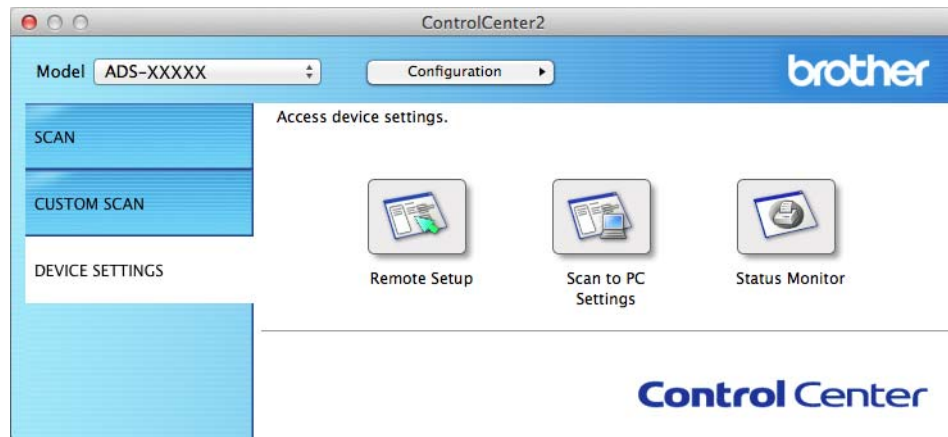 ControlCenter2
Model ADS-XXXXX Configuration brother
SCAN
CUSTOM SCAN
DEVICE SETTINGS
Access device settings.
Remote Setup
Scan to PC
Settings
Status Monitor
Control Center